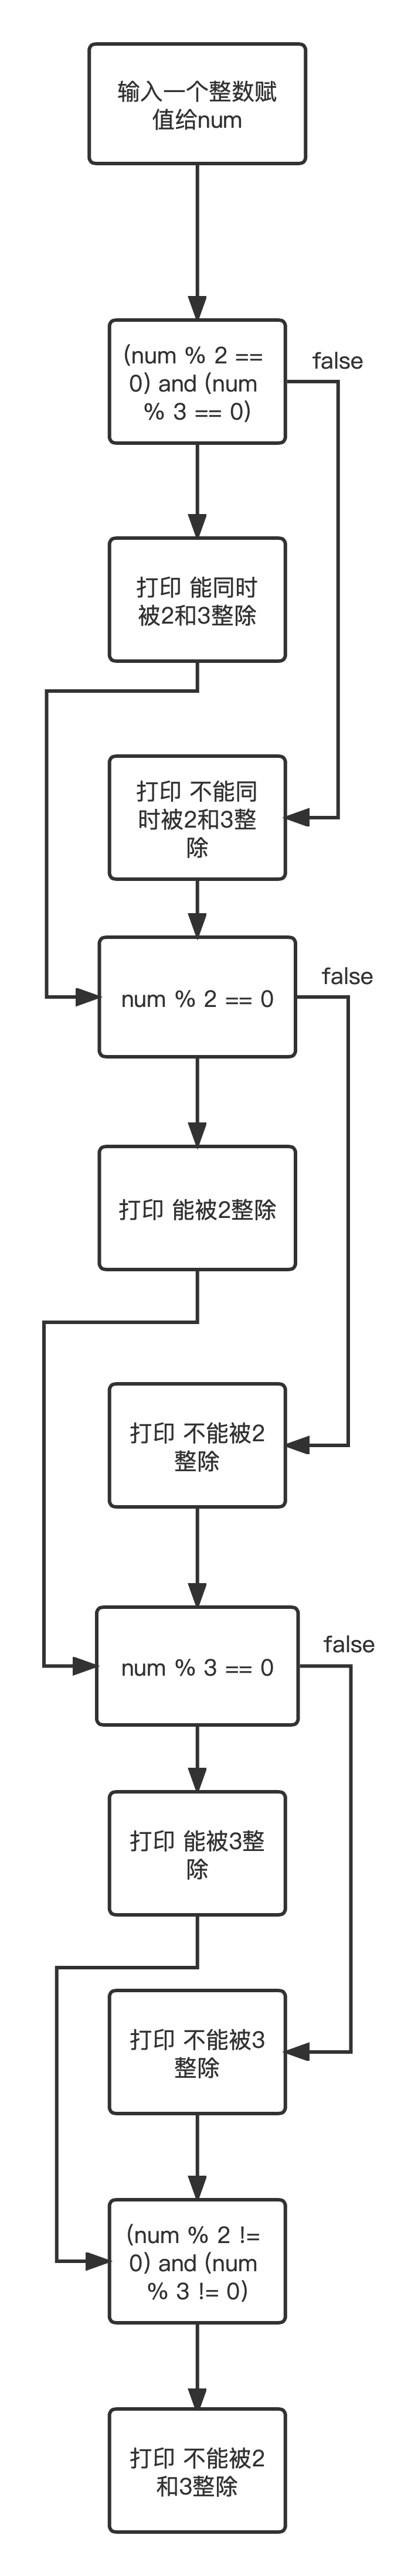 输入一个整数赋
值给num
(num % 2 ==
0) and (num
% 3 == 0)
false
打印 能同时
被2和3整除
打印 不能同
时被2和3整
除
num % 2 == 0
false
打印 能被2整除
打印 不能被2
整除
num % 3 == 0
false
打印 能被3整
除
打印 不能被3
整除
(num % 2 !=
0) and (num
% 3 != 0)
打印 不能被2
和3整除